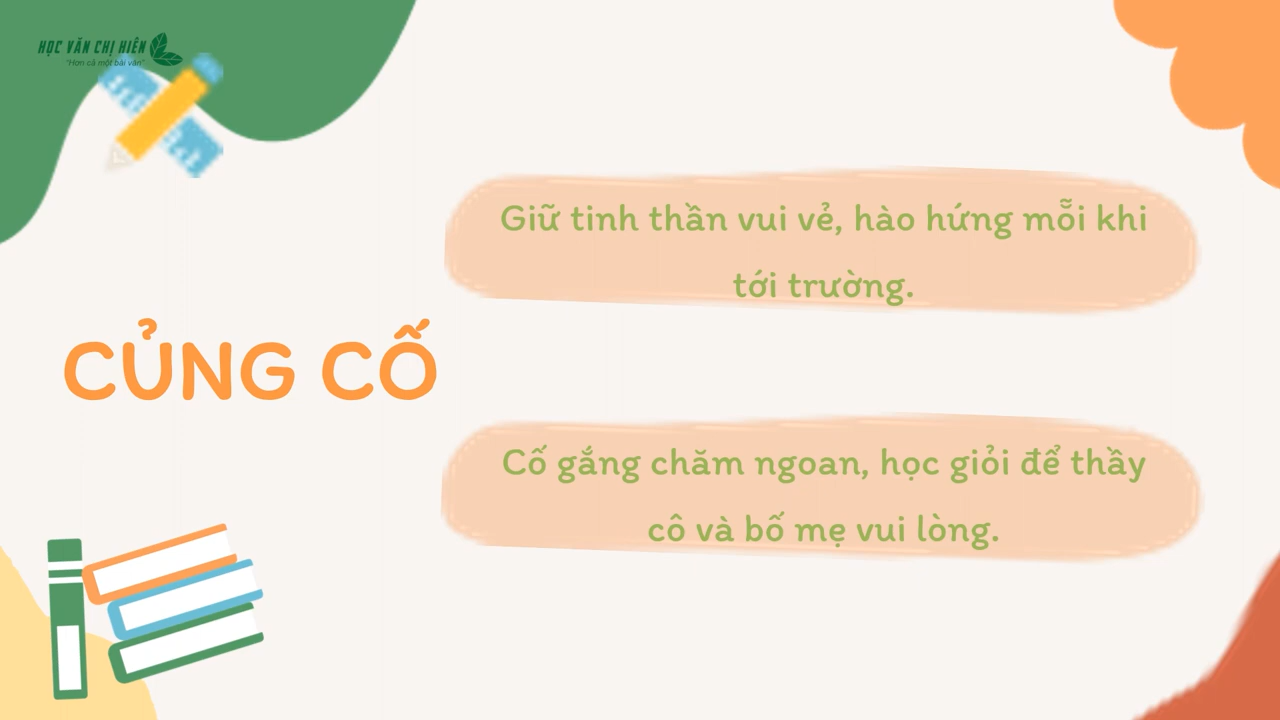 HỌC VĂN CHỊ HIÊN
"Hơn cả một bài văn"
Giữ tinh thần vui vẻ, hào hứng mỗi khi
tới trường.
CỦNG CỐ
Cố gắng chăm ngoan, học giỏi để thầy
cô và bố mẹ vui lòng.